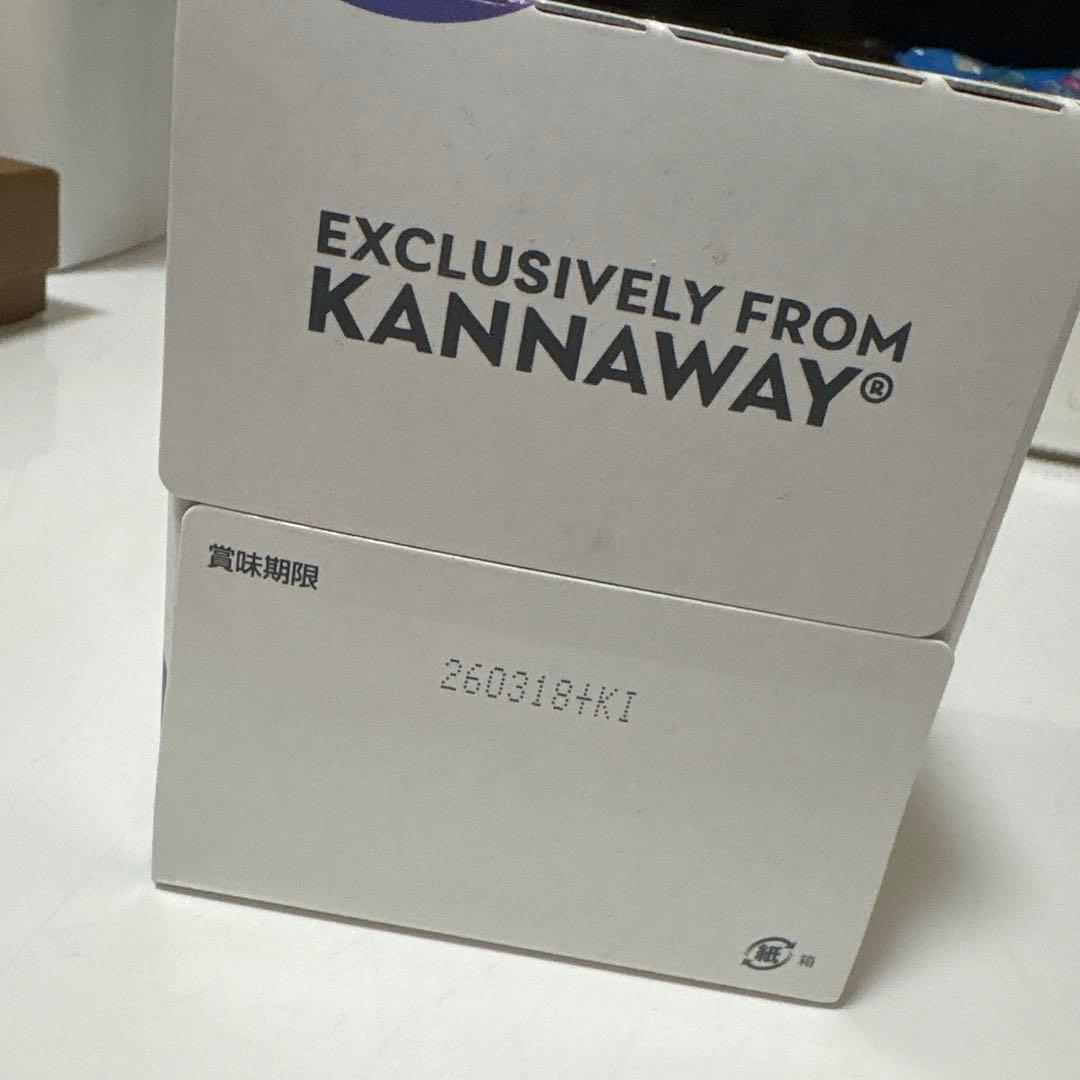 EXCLUSIVELY FROM
KANNAWAY®
賞味期限
260318+KI
紙 箱